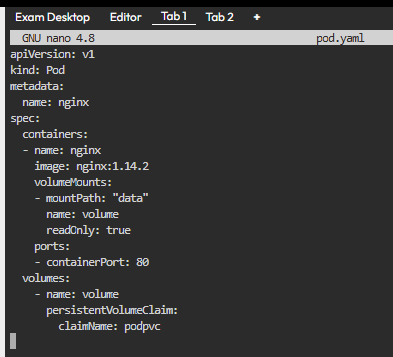 Exam Desktop Editor Tab 1 Tab 2 +
GNU nano 4.8 pod.yaml
apiVersion: v1
kind: Pod
metadata:
  name: nginx
spec:
  containers:
  - name: nginx
    image: nginx:1.14.2
    volumeMounts:
    - mountPath: "data"
      name: volume
      readOnly: true
    ports:
    - containerPort: 80
  volumes:
    - name: volume
      persistentVolumeClaim:
        claimName: podpvc